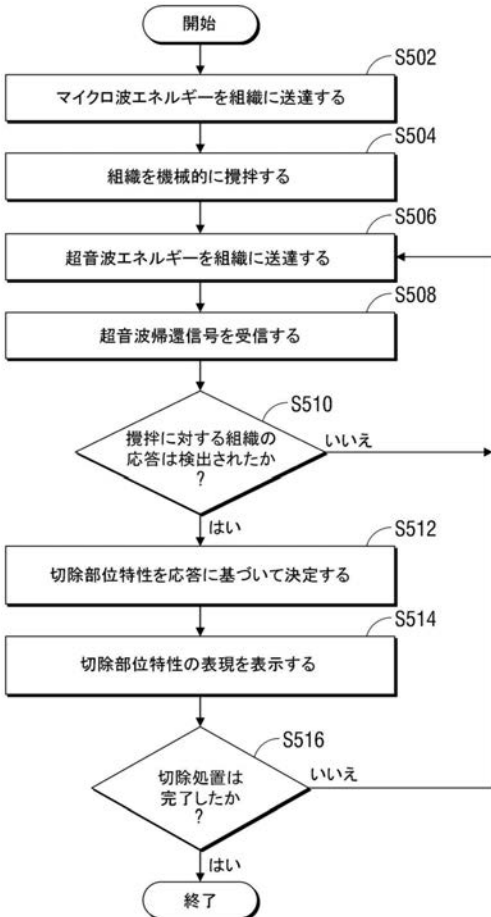 開始
S502
マイクロ波エネルギーを組織に送達する
S504
組織を機械的に攪拌する
S506
超音波エネルギーを組織に送達する
S508
超音波帰還信号を受信する
S510
攪拌に対する組織の
応答は検出されたか
?
いいえ
はい
S512
切除部位特性を応答に基づいて決定する
S514
切除部位特性の表現を表示する
S516
切除処置は
完了したか
?
いいえ
はい
終了